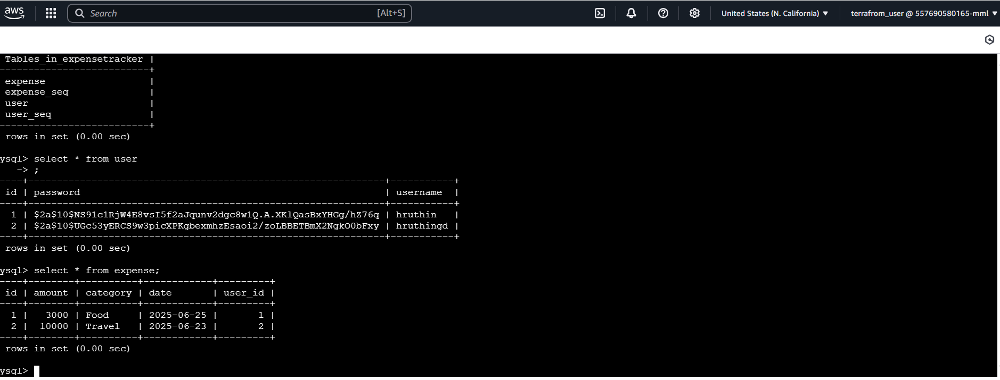 aws Search [Alt+S] United States (N. California) ▼ terrafrom_user @ 557690580165-mml ▼
Tables_in_expensetracker |
--------------------------+
expense |
expense_seq |
user |
user_seq |
--------------------------+
rows in set (0.00 sec)
ysql> select * from user
-> ;
----+--------------------------------------------------------------+-----------+
id | password | username |
----+--------------------------------------------------------------+-----------+
1 | $2a$10$NS91c1RjW4E8vsI5f2aJqunv2dgc8w1Q.A.XKlQasBxYHGg/hZ76q | hruthin |
2 | $2a$10$UGc53yERCS9w3picXPKgbexmhzEsaoi2/zoLBBETBmX2NgkO0bFxy | hruthingd |
----+--------------------------------------------------------------+-----------+
rows in set (0.00 sec)
ysql> select * from expense;
----+--------+----------+------------+---------+
id | amount | category | date | user_id |
----+--------+----------+------------+---------+
1 | 3000 | Food | 2025-06-25 | 1 |
2 | 10000 | Travel | 2025-06-23 | 2 |
----+--------+----------+------------+---------+
rows in set (0.00 sec)
ysql>